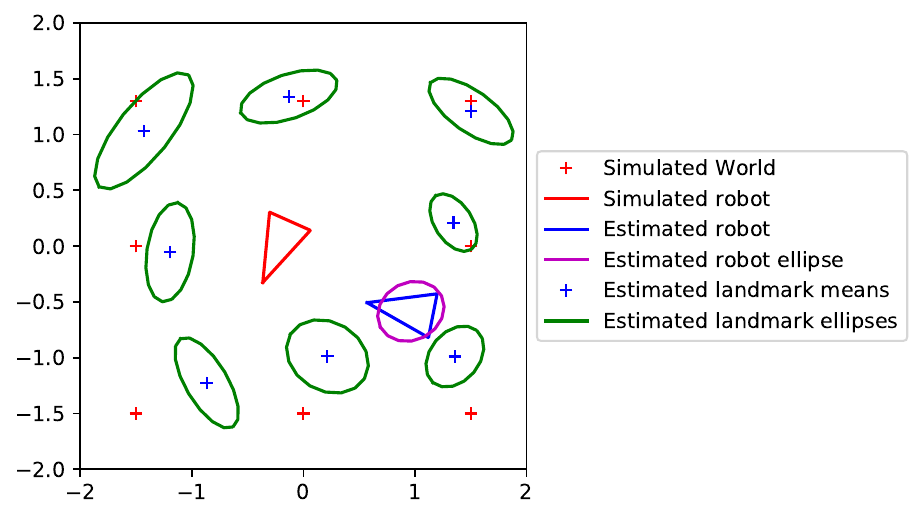 2.0
1.5
1.0
0.5
0.0
−0.5
−1.0
−1.5
−2.0
−2
−1
0
1
2
Simulated World
Simulated robot
Estimated robot
Estimated robot ellipse
Estimated landmark means
Estimated landmark ellipses